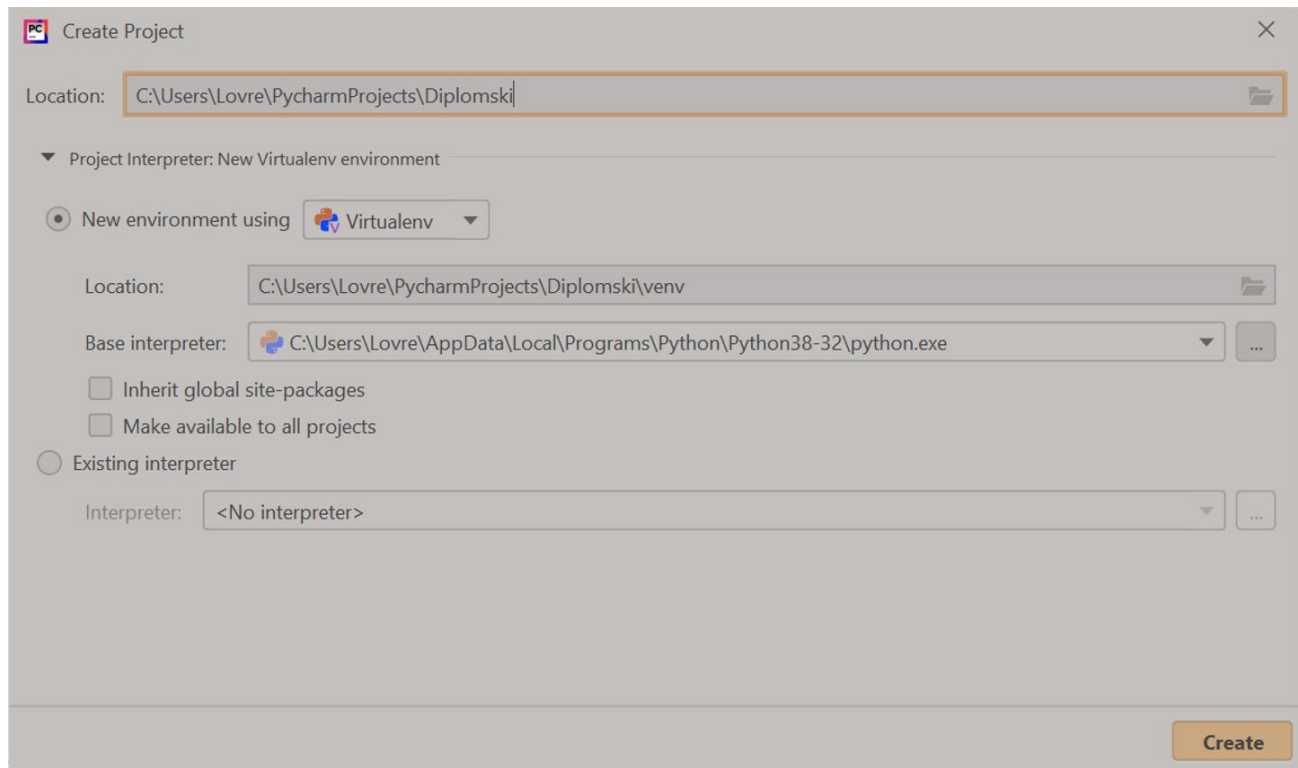 PC Create Project
Location: C:\Users\Lovre\PycharmProjects\Diplomski
Project Interpreter: New Virtualenv environment
New environment using Virtualenv
Location: C:\Users\Lovre\PycharmProjects\Diplomski\venv
Base interpreter: C:\Users\Lovre\AppData\Local\Programs\Python\Python38-32\python.exe ...
Inherit global site-packages
Make available to all projects
Existing interpreter
Interpreter: <No interpreter> ...
Create